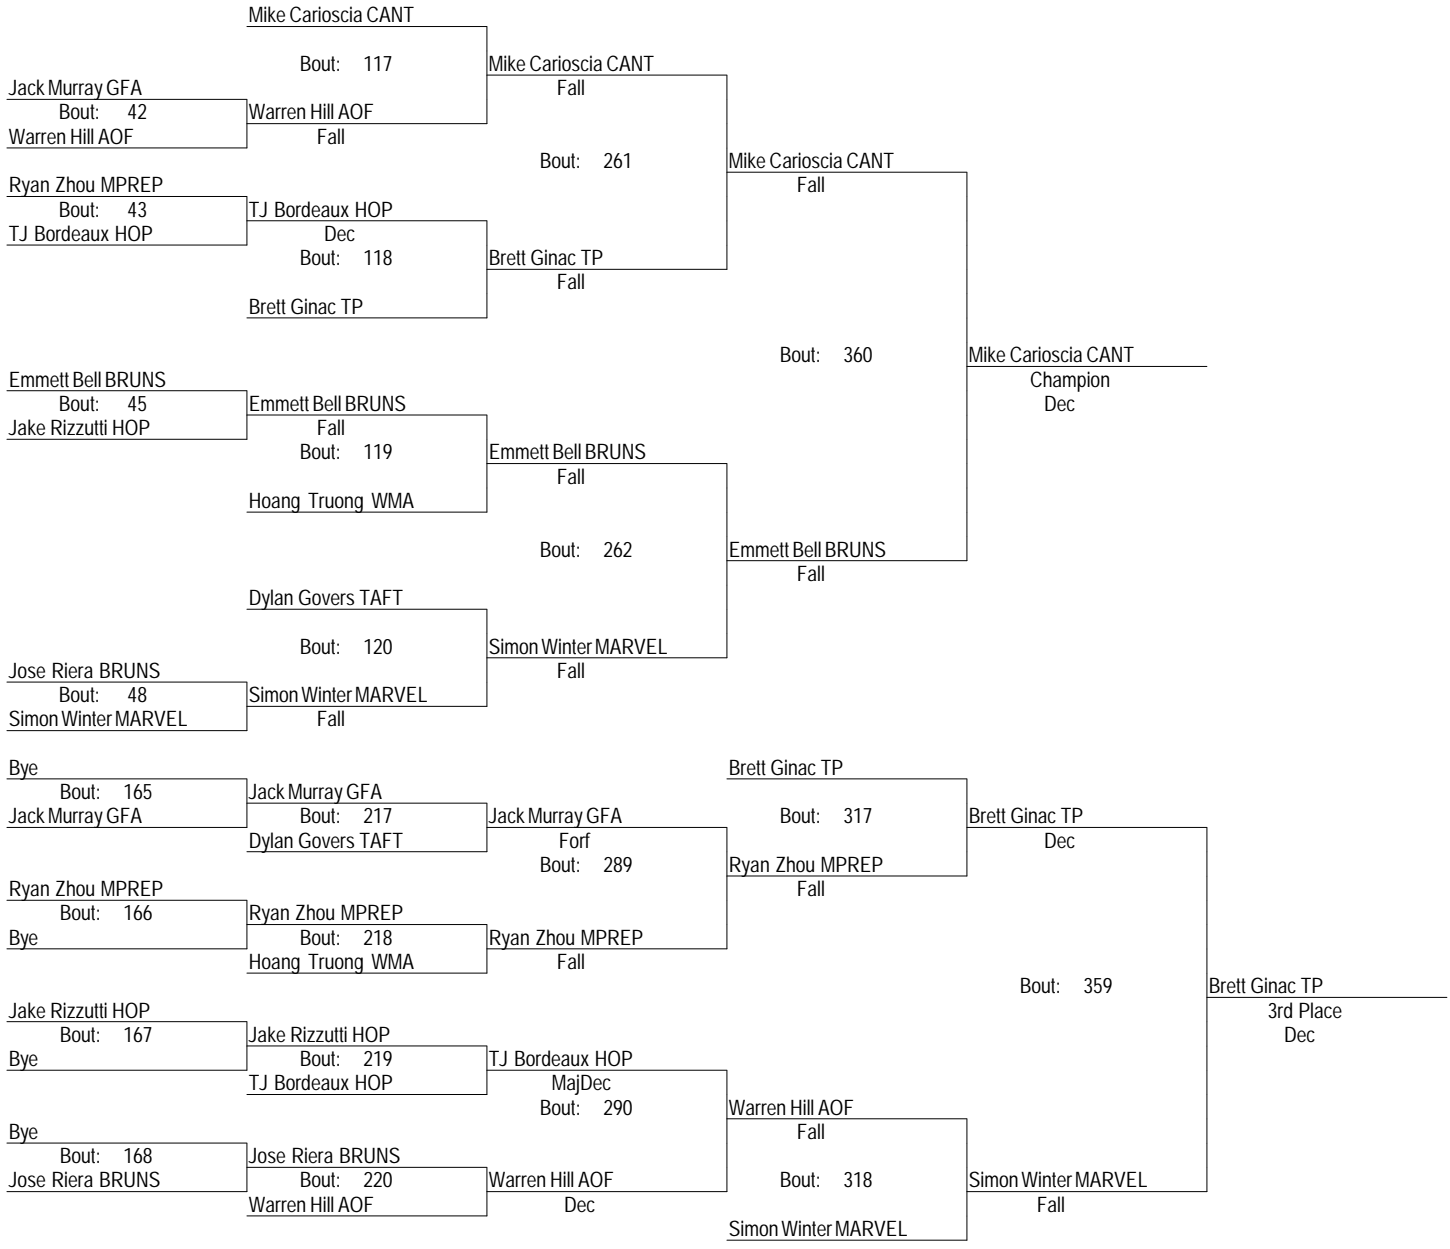 Mike Carioscia CANT
Bout: 117
Mike Carioscia CANT
Fall
Jack Murray GFA
Bout: 42
Warren Hill AOF
Warren Hill AOF
Fall
Bout: 261
Mike Carioscia CANT
Fall
Ryan Zhou MPREP
Bout: 43
TJ Bordeaux HOP
TJ Bordeaux HOP
Dec
Bout: 118
Brett Ginac TP
Fall
Brett Ginac TP
Bout: 360
Mike Carioscia CANT
Champion
Dec
Emmett Bell BRUNS
Bout: 45
Jake Rizzutti HOP
Emmett Bell BRUNS
Fall
Bout: 119
Emmett Bell BRUNS
Fall
Hoang Truong WMA
Bout: 262
Emmett Bell BRUNS
Fall
Dylan Govers TAFT
Bout: 120
Simon Winter MARVEL
Fall
Jose Riera BRUNS
Bout: 48
Simon Winter MARVEL
Simon Winter MARVEL
Fall
Bye
Bout: 165
Jack Murray GFA
Jack Murray GFA
Bout: 217
Dylan Govers TAFT
Jack Murray GFA
Forf
Bout: 289
Brett Ginac TP
Bout: 317
Ryan Zhou MPREP
Fall
Brett Ginac TP
Dec
Ryan Zhou MPREP
Bout: 166
Bye
Ryan Zhou MPREP
Bout: 218
Hoang Truong WMA
Ryan Zhou MPREP
Fall
Bout: 359
Brett Ginac TP
3rd Place
Dec
Jake Rizzutti HOP
Bout: 167
Bye
Jake Rizzutti HOP
Bout: 219
TJ Bordeaux HOP
TJ Bordeaux HOP
MajDec
Bout: 290
Warren Hill AOF
Fall
Bye
Bout: 168
Jose Riera BRUNS
Jose Riera BRUNS
Bout: 220
Warren Hill AOF
Warren Hill AOF
Dec
Bout: 318
Simon Winter MARVEL
Simon Winter MARVEL
Fall